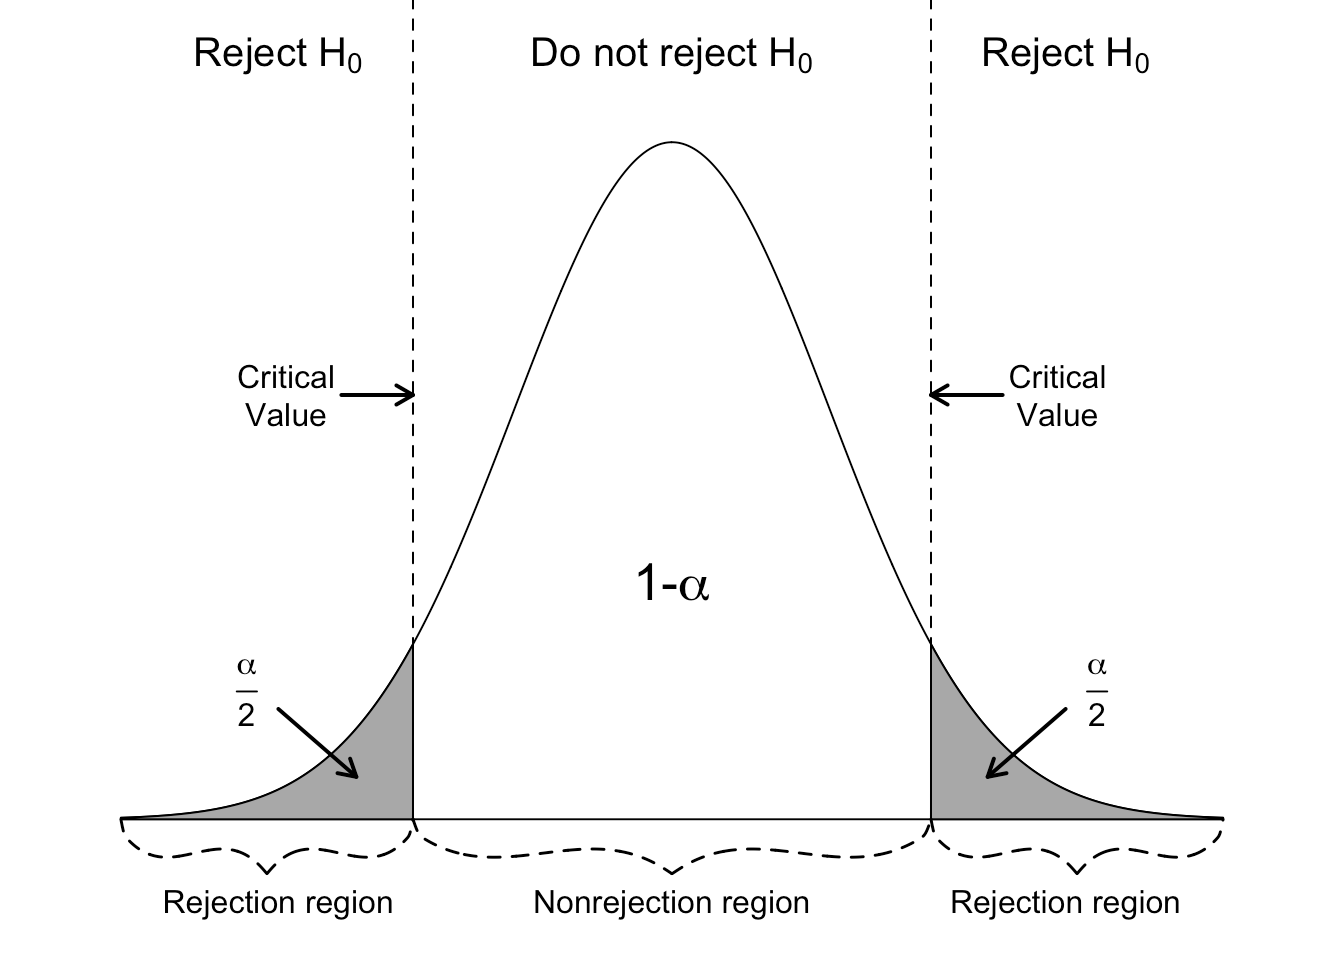 Reject H₀
Do not reject H₀
Reject H₀
Critical
Value
Critical
Value
1-α
α
2
α
2
Rejection region
Nonrejection region
Rejection region